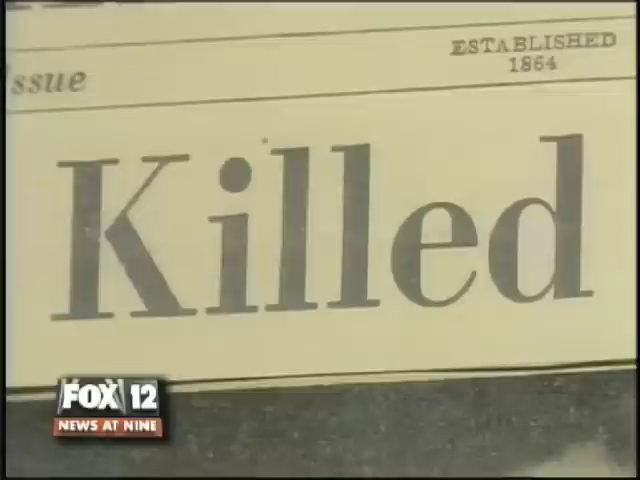 Issue
ESTABLISHED
1864
Killed
FOX 12
NEWS AT NINE